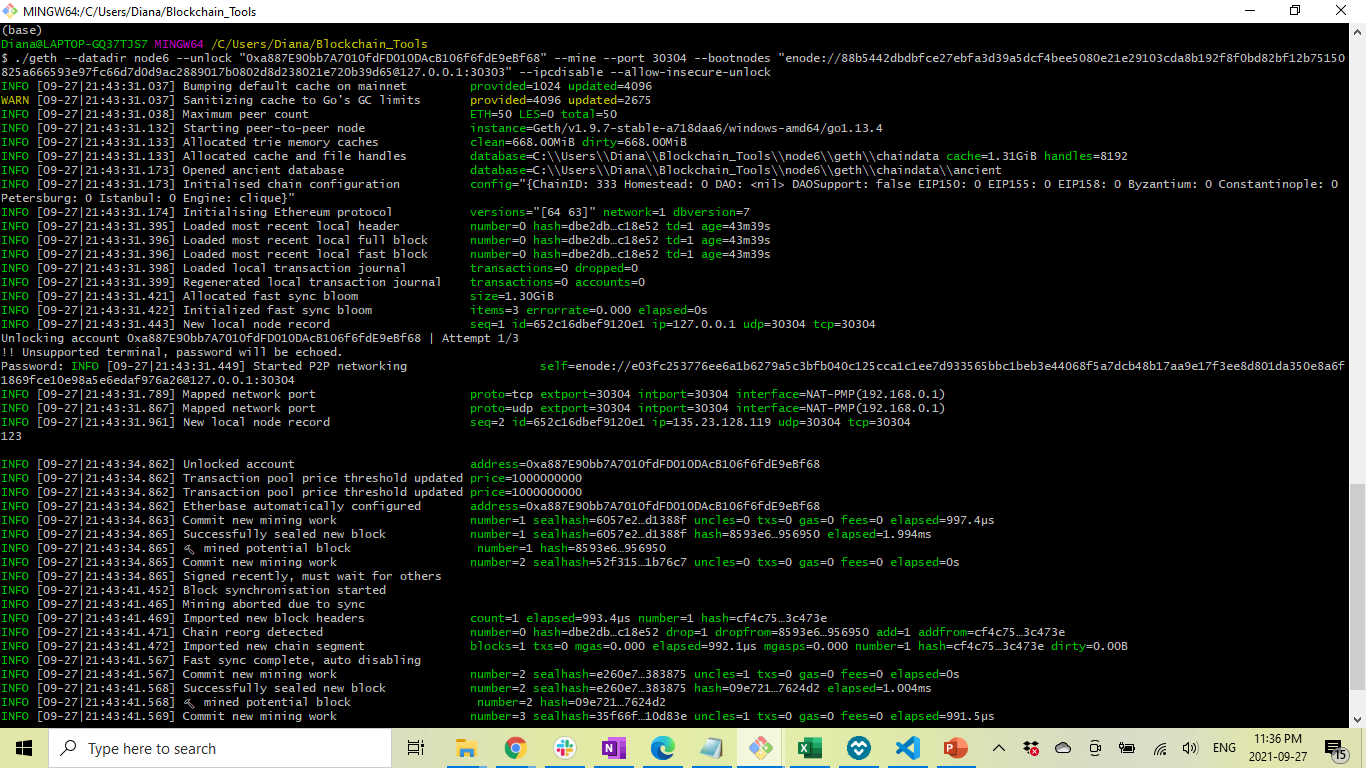 MINGW64:/C/Users/Diana/Blockchain_Tools
(base)
Diana@LAPTOP-GQ37TJS7 MINGW64 /C/Users/Diana/Blockchain_Tools
$ ./geth --datadir node6 --unlock "0xa887E90bb7A7010fdFD010DAcB106f6fdE9eBf68" --mine --port 30304 --bootnodes "enode://88b5442dbdbfce27ebfa3d39a5dcf4bee5080e21e29103cda8b192f8f0bd82bf12b75150
825a666593e97fc66d7d0d9ac2889017b0802d8d238021e720b39d65@127.0.0.1:30303" --ipcdisable --allow-insecure-unlock
INFO [09-27|21:43:31.037] Bumping default cache on mainnet provided=1024 updated=4096
WARN [09-27|21:43:31.037] Sanitizing cache to Go's GC limits provided=4096 updated=2675
INFO [09-27|21:43:31.038] Maximum peer count ETH=50 LES=0 total=50
INFO [09-27|21:43:31.132] Starting peer-to-peer node instance=Geth/v1.9.7-stable-a718daa6/windows-amd64/go1.13.4
INFO [09-27|21:43:31.133] Allocated trie memory caches clean=668.00MiB dirty=668.00MiB
INFO [09-27|21:43:31.133] Allocated cache and file handles database=C:\\Users\\Diana\\Blockchain_Tools\\node6\\geth\\chaindata cache=1.31GiB handles=8192
INFO [09-27|21:43:31.173] Opened ancient database database=C:\\Users\\Diana\\Blockchain_Tools\\node6\\geth\\chaindata\\ancient
INFO [09-27|21:43:31.173] Initialised chain configuration config="{ChainID: 333 Homestead: 0 DAO: <nil> DAOSupport: false EIP150: 0 EIP155: 0 EIP158: 0 Byzantium: 0 Constantinople: 0
Petersburg: 0 Istanbul: 0 Engine: clique}"
INFO [09-27|21:43:31.174] Initialising Ethereum protocol versions="[64 63]" network=1 dbversion=7
INFO [09-27|21:43:31.395] Loaded most recent local header number=0 hash=dbe2db…c18e52 td=1 age=43m39s
INFO [09-27|21:43:31.396] Loaded most recent local full block number=0 hash=dbe2db…c18e52 td=1 age=43m39s
INFO [09-27|21:43:31.396] Loaded most recent local fast block number=0 hash=dbe2db…c18e52 td=1 age=43m39s
INFO [09-27|21:43:31.398] Loaded local transaction journal transactions=0 dropped=0
INFO [09-27|21:43:31.399] Regenerated local transaction journal transactions=0 accounts=0
INFO [09-27|21:43:31.421] Allocated fast sync bloom size=1.30GiB
INFO [09-27|21:43:31.422] Initialized fast sync bloom items=3 errorrate=0.000 elapsed=0s
INFO [09-27|21:43:31.443] New local node record seq=1 id=652c16dbef9120e1 ip=127.0.0.1 udp=30304 tcp=30304
Unlocking account 0xa887E90bb7A7010fdFD010DAcB106f6fdE9eBf68 | Attempt 1/3
!! Unsupported terminal, password will be echoed.
Password: INFO [09-27|21:43:31.449] Started P2P networking self=enode://e03fc253776ee6a1b6279a5c3bfb040c125cca1c1ee7d933565bbc1beb3e44068f5a7dcb48b17aa9e17f3ee8d801da350e8a6f
1869fce10e98a5e6edaf976a26@127.0.0.1:30304
INFO [09-27|21:43:31.789] Mapped network port proto=tcp extport=30304 intport=30304 interface=NAT-PMP(192.168.0.1)
INFO [09-27|21:43:31.867] Mapped network port proto=udp extport=30304 intport=30304 interface=NAT-PMP(192.168.0.1)
INFO [09-27|21:43:31.961] New local node record seq=2 id=652c16dbef9120e1 ip=135.23.128.119 udp=30304 tcp=30304
123
INFO [09-27|21:43:34.862] Unlocked account address=0xa887E90bb7A7010fdFD010DAcB106f6fdE9eBf68
INFO [09-27|21:43:34.862] Transaction pool price threshold updated price=1000000000
INFO [09-27|21:43:34.862] Transaction pool price threshold updated price=1000000000
INFO [09-27|21:43:34.862] Etherbase automatically configured address=0xa887E90bb7A7010fdFD010DAcB106f6fdE9eBf68
INFO [09-27|21:43:34.863] Commit new mining work number=1 sealhash=6057e2…d1388f uncles=0 txs=0 gas=0 fees=0 elapsed=997.4µs
INFO [09-27|21:43:34.865] Successfully sealed new block number=1 sealhash=6057e2…d1388f hash=8593e6…956950 elapsed=1.994ms
INFO [09-27|21:43:34.865] 🔨 mined potential block number=1 hash=8593e6…956950
INFO [09-27|21:43:34.865] Commit new mining work number=2 sealhash=52f315…1b76c7 uncles=0 txs=0 gas=0 fees=0 elapsed=0s
INFO [09-27|21:43:34.865] Signed recently, must wait for others
INFO [09-27|21:43:41.452] Block synchronisation started
INFO [09-27|21:43:41.465] Mining aborted due to sync
INFO [09-27|21:43:41.469] Imported new block headers count=1 elapsed=993.4µs number=1 hash=cf4c75…3c473e
INFO [09-27|21:43:41.471] Chain reorg detected number=0 hash=dbe2db…c18e52 drop=1 dropfrom=8593e6…956950 add=1 addfrom=cf4c75…3c473e
INFO [09-27|21:43:41.472] Imported new chain segment blocks=1 txs=0 mgas=0.000 elapsed=992.1µs mgasps=0.000 number=1 hash=cf4c75…3c473e dirty=0.00B
INFO [09-27|21:43:41.567] Fast sync complete, auto disabling
INFO [09-27|21:43:41.567] Commit new mining work number=2 sealhash=e260e7…383875 uncles=1 txs=0 gas=0 fees=0 elapsed=0s
INFO [09-27|21:43:41.568] Successfully sealed new block number=2 sealhash=e260e7…383875 hash=09e721…7624d2 elapsed=1.004ms
INFO [09-27|21:43:41.568] 🔨 mined potential block number=2 hash=09e721…7624d2
INFO [09-27|21:43:41.569] Commit new mining work number=3 sealhash=35f66f…10d83e uncles=1 txs=0 gas=0 fees=0 elapsed=991.5µs
Type here to search
ENG
11:36 PM
2021-09-27
15